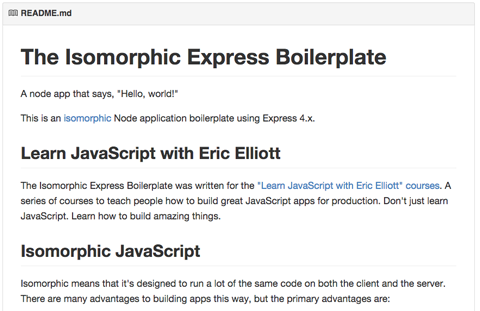 README.md
The Isomorphic Express Boilerplate
A node app that says, "Hello, world!"
This is an isomorphic Node application boilerplate using Express 4.x.
Learn JavaScript with Eric Elliott
The Isomorphic Express Boilerplate was written for the "Learn JavaScript with Eric Elliott" courses. A
series of courses to teach people how to build great JavaScript apps for production. Don't just learn
JavaScript. Learn how to build amazing things.
Isomorphic JavaScript
Isomorphic means that it's designed to run a lot of the same code on both the client and the server.
There are many advantages to building apps this way, but the primary advantages are: